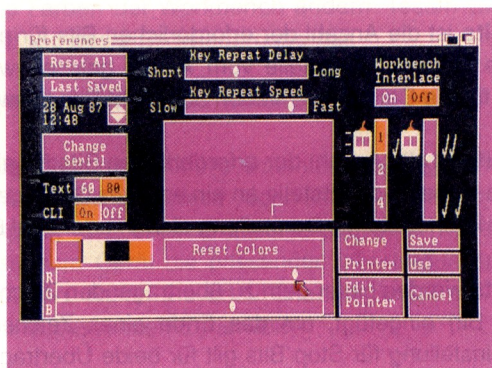 Preferences
Reset All
Last Saved
28 Aug 87
12:48
Change
Serial
Text 60 80
CLI On Off
Key Repeat Delay
Short Long
Key Repeat Speed
Slow Fast
Workbench
Interlace
On Off
1
2
4
Reset Colors
R
G
B
Change
Printer
Edit
Pointer
Save
Use
Cancel